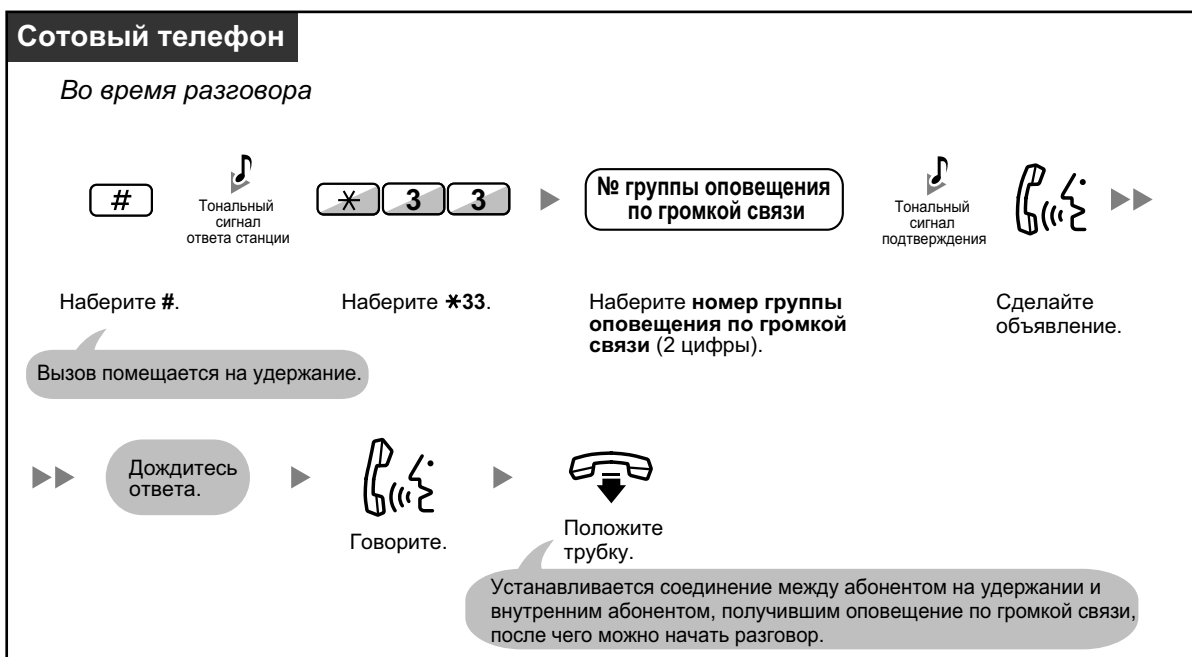 Сотовый телефон
Во время разговора
#
Тональный
сигнал
ответа станции
✳ 3 3
№ группы оповещения
по громкой связи
Тональный
сигнал
подтверждения
Наберите #.
Наберите ✳33.
Наберите номер группы
оповещения по громкой
связи (2 цифры).
Сделайте
объявление.
Вызов помещается на удержание.
Дождитесь
ответа.
Говорите.
Положите
трубку.
Устанавливается соединение между абонентом на удержании и
внутренним абонентом, получившим оповещение по громкой связи,
после чего можно начать разговор.